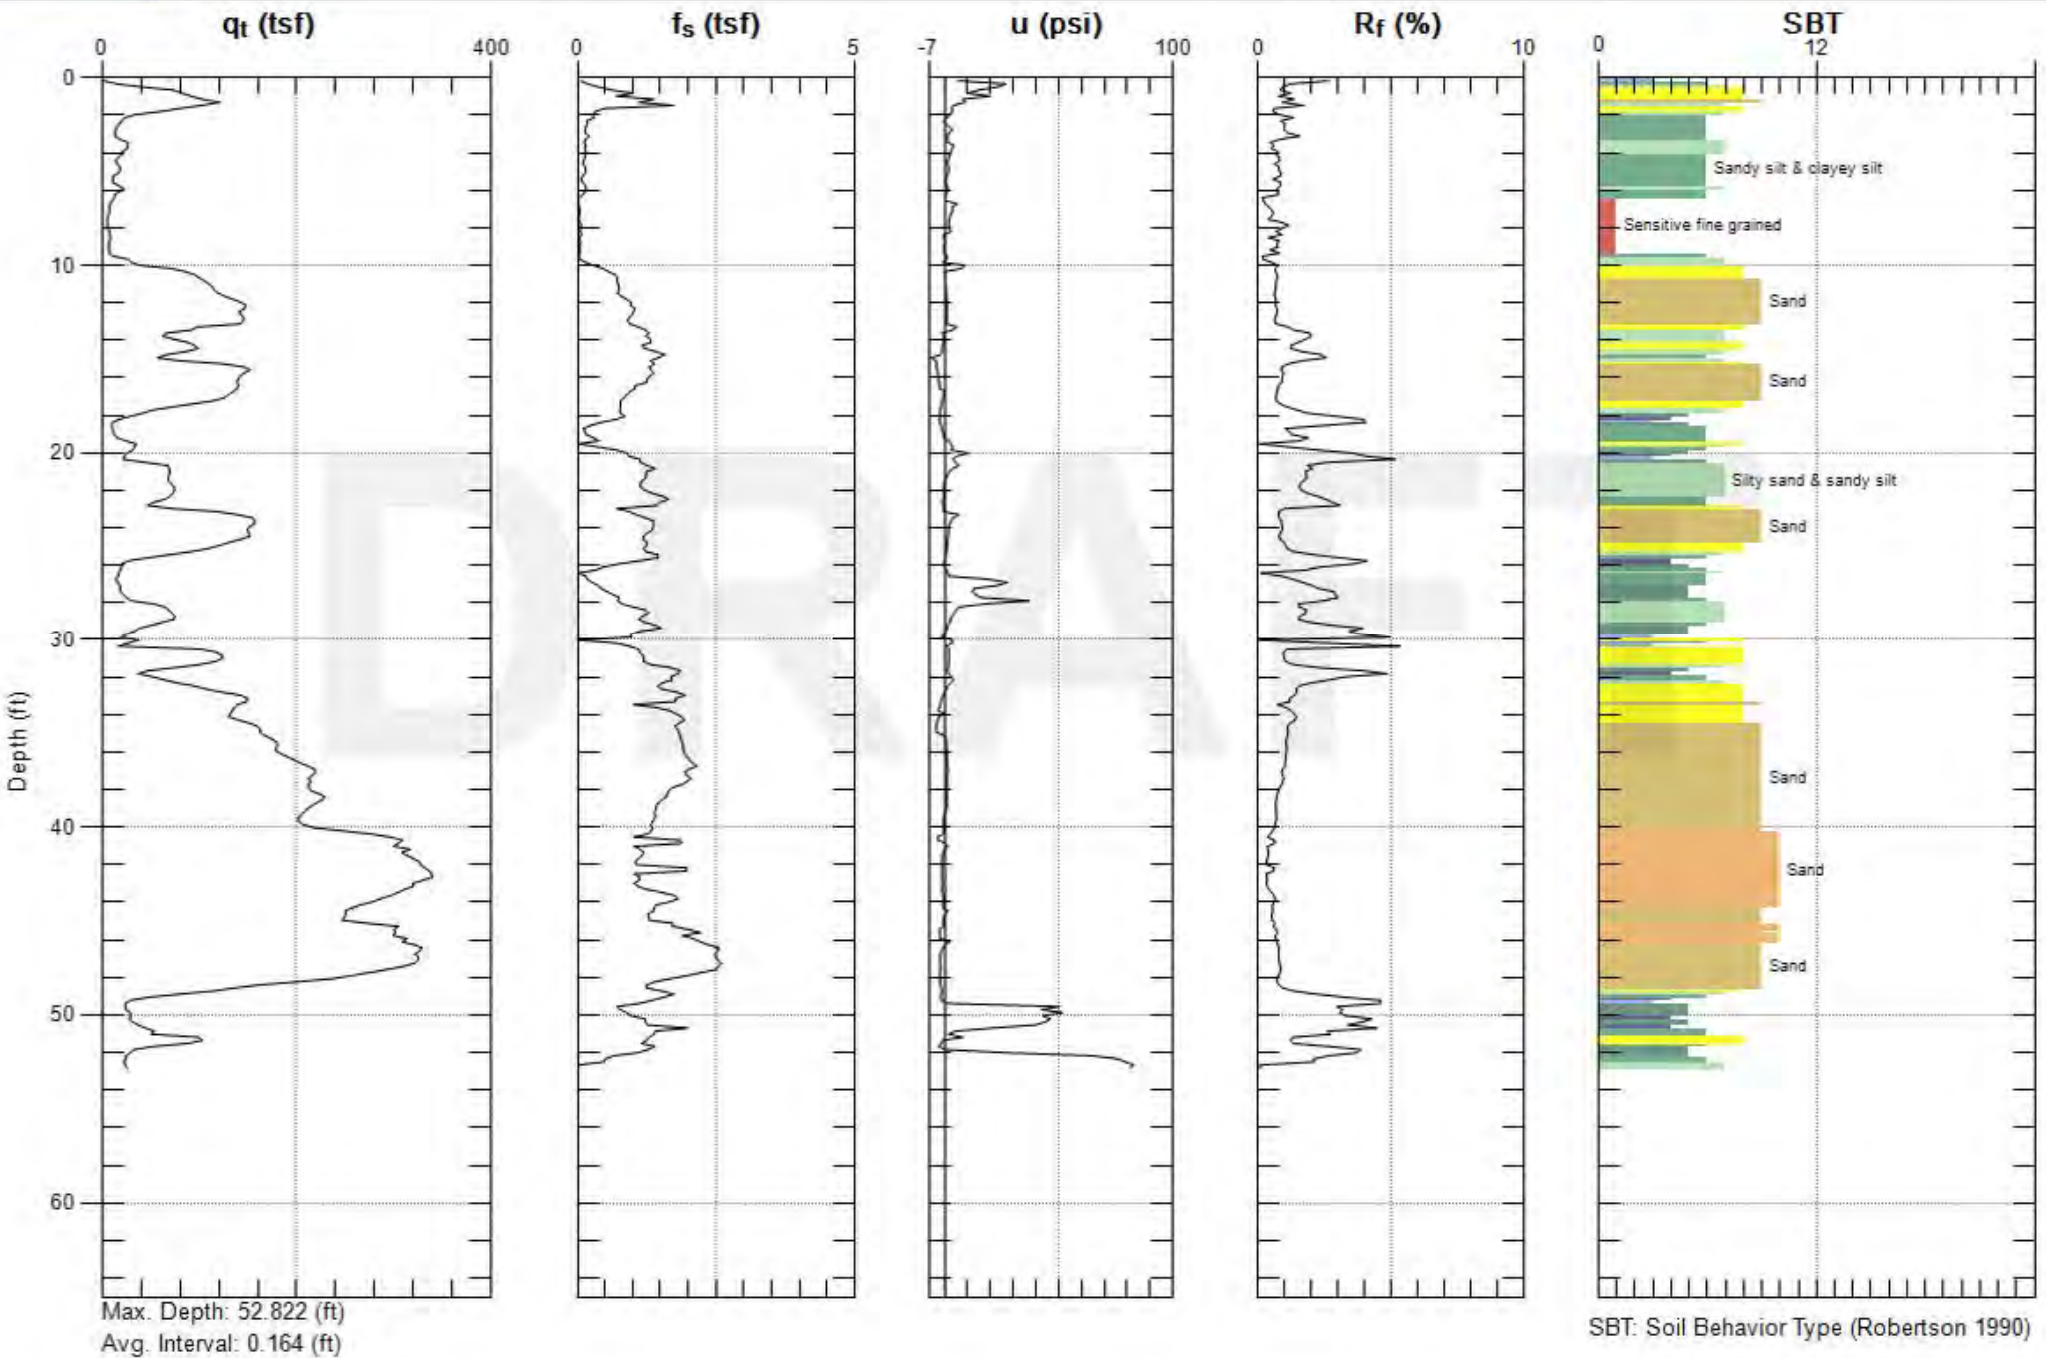 qt (tsf)
fs (tsf)
u (psi)
Rf (%)
SBT
0 400
0 5
-7 100
0 10
0 12
0
10
20
30
40
50
60
Depth (ft)
Sandy silt & clayey silt
Sensitive fine grained
Sand
Sand
Silty sand & sandy silt
Sand
Sand
Sand
Sand
DRAFT
Max. Depth: 52.822 (ft)
Avg. Interval: 0.164 (ft)
SBT: Soil Behavior Type (Robertson 1990)